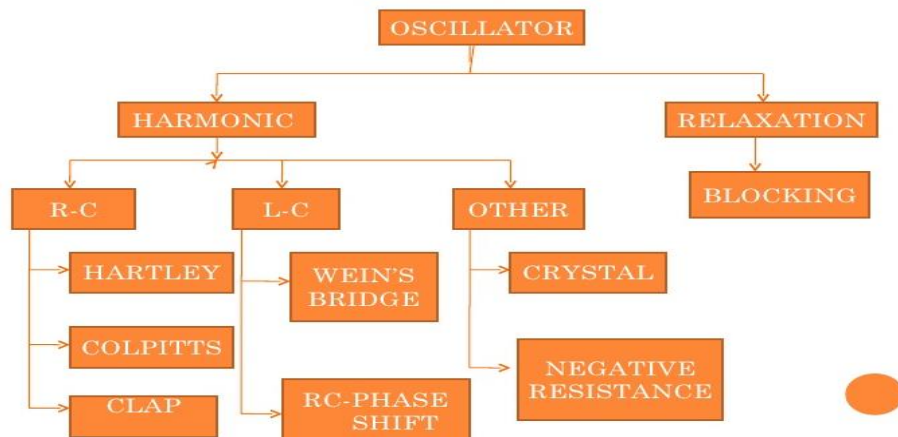 OSCILLATOR
HARMONIC
RELAXATION
R-C
L-C
OTHER
BLOCKING
HARTLEY
WEIN'S
BRIDGE
CRYSTAL
COLPITTS
NEGATIVE
RESISTANCE
CLAP
RC-PHASE
SHIFT